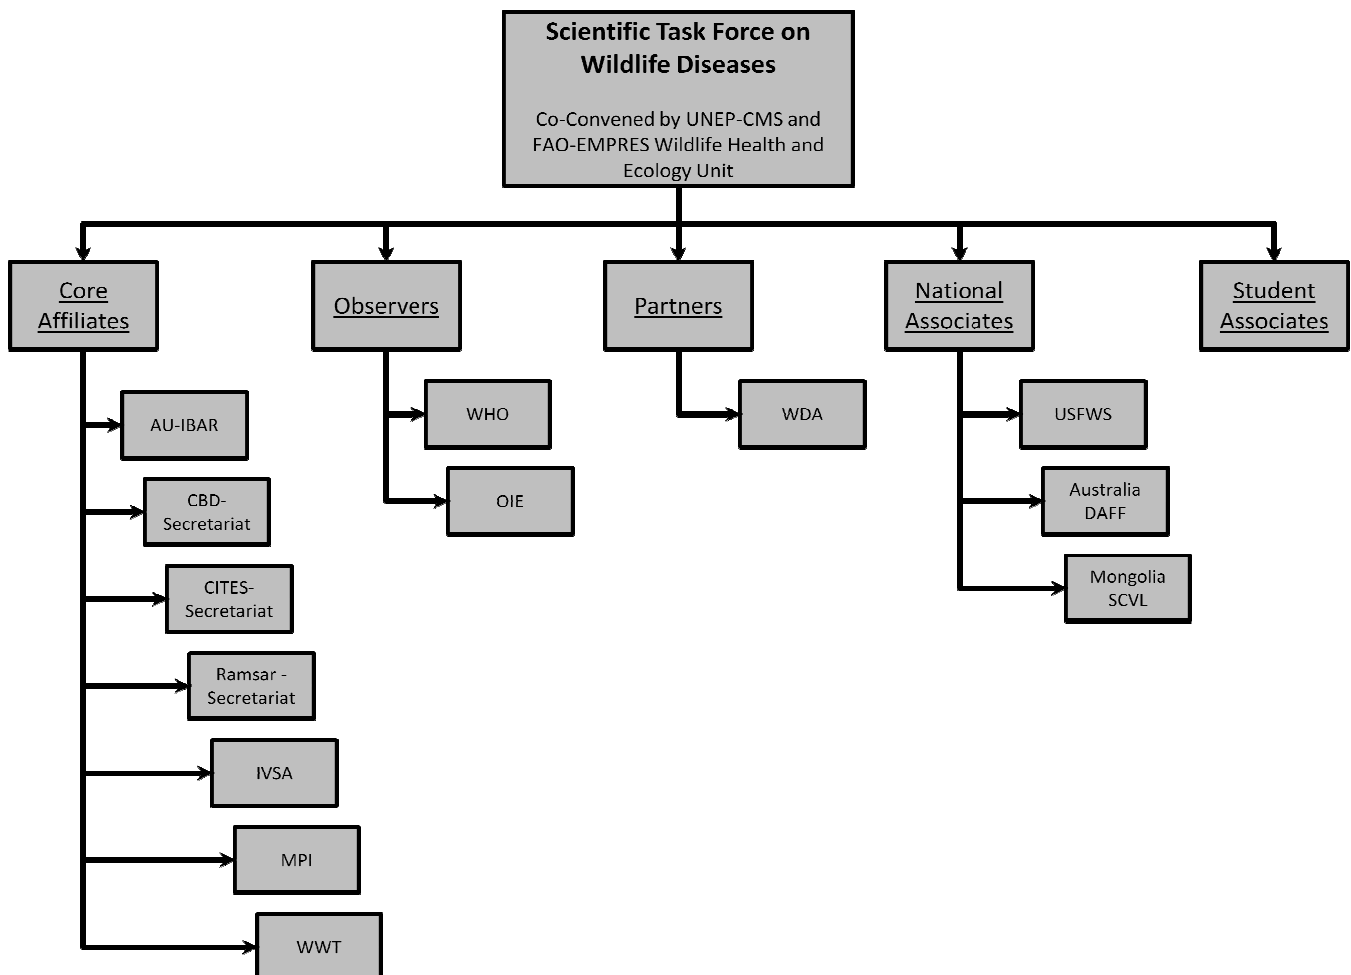 Scientific Task Force on
Wildlife Diseases
Co-Convened by UNEP-CMS and
FAO-EMPRES Wildlife Health and
Ecology Unit
Core
Affiliates
Observers
Partners
National
Associates
Student
Associates
AU-IBAR
CBD-
Secretariat
CITES-
Secretariat
Ramsar -
Secretariat
IVSA
MPI
WWT
WHO
OIE
WDA
USFWS
Australia
DAFF
Mongolia
SCVL